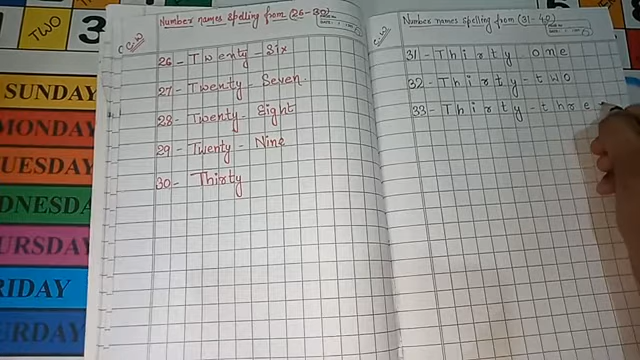 TWO 3
SUNDAY
MONDAY
TUESDAY
WEDNESDA
URSDAY
RIDAY
URDAY
Number names spelling from (26-30)
C.W
26 - Twenty - Six
27 - Twenty - Seven
28 - Twenty - Eight
29 - Twenty - Nine
30 - Thirty
Number names spelling from (31-40)
C.W
31 - Thirty - one
32 - Thirty - two
33 - Thirty - thre